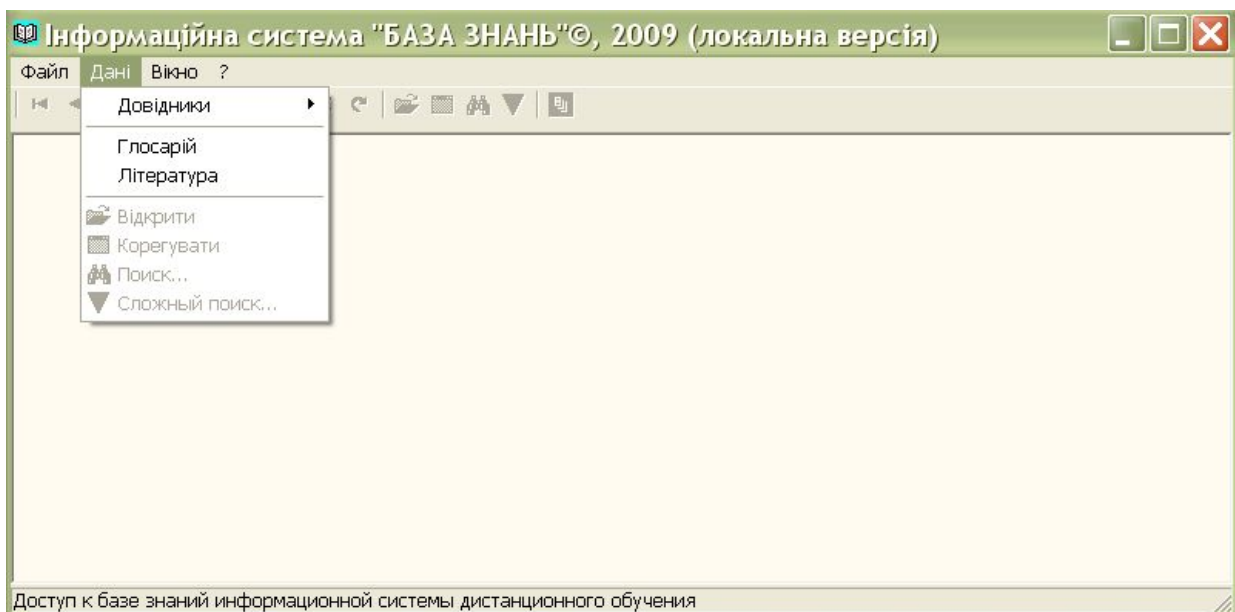 Інформаційна система "БАЗА ЗНАНЬ"©, 2009 (локальна версія)
Файл Дані Вікно ?
Довідники
Глосарій
Література
Відкрити
Корегувати
Поиск...
Сложный поиск...
Доступ к базе знаний информационной системы дистанционного обучения